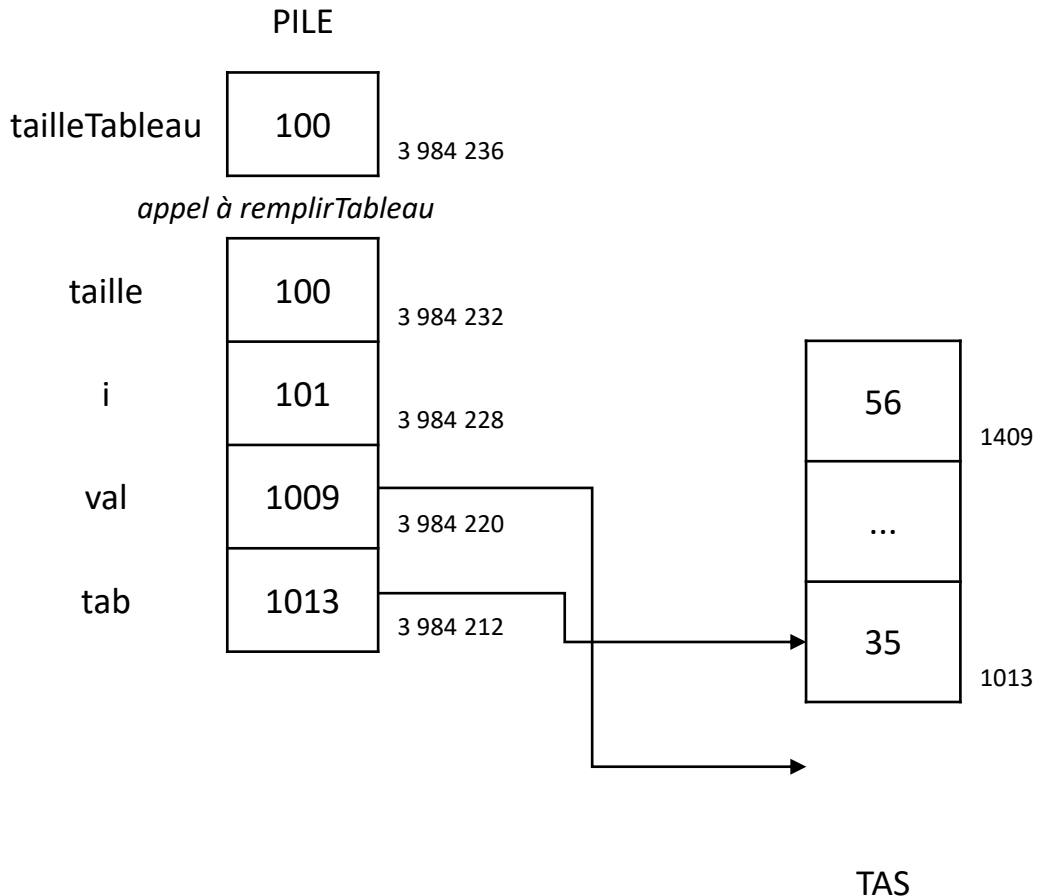 PILE
tailleTableau 100 3 984 236
appel à remplirTableau
taille 100 3 984 232
i 101 3 984 228
val 1009 3 984 220
tab 1013 3 984 212
56 1409
...
35 1013
TAS